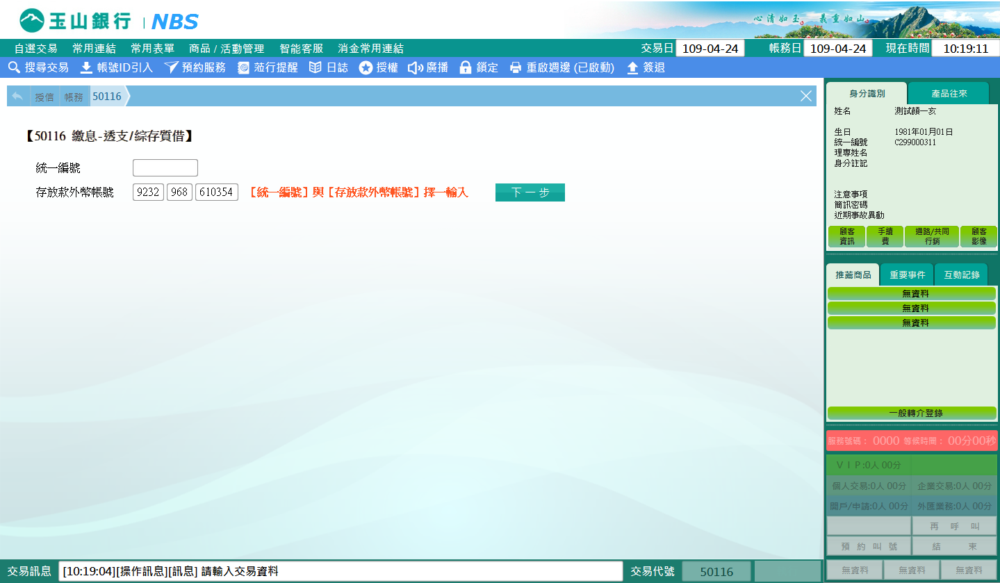 玉山銀行 | NBS
心清如玉。義重如山。
自選交易 常用連結 常用表單 商品 / 活動管理 智能客服 消金常用連結 交易日 109-04-24 帳務日 109-04-24 現在時間 10:19:11
搜尋交易 帳號ID引入 預約服務 蒞行提醒 日誌 授權 廣播 鎖定 重啟週邊 (已啟動) 簽退
授信 帳務 50116
【50116 繳息-透支/綜存質借】
統一編號
存放款外幣帳號 9232 968 610354 【統一編號】與【存放款外幣帳號】擇一輸入 下一步
身分識別 產品往來
姓名 測試顏一亥
生日 1981年01月01日
統一編號 C299000311
理專姓名
身分註記
注意事項
簡訊密碼
近期事故異動
顧客資訊 手續費 通路/共同行銷 顧客影像
推薦商品 重要事件 互動記錄
無資料
無資料
無資料
一般轉介登錄
服務號碼： 0000 等候時間： 00分00秒
ＶＩＰ:0人 00分
個人交易:0人 00分 企業交易:0人 00分
開戶/申請:0人 00分 外匯業務:0人 00分
再呼叫
預約叫號 結束
無資料 無資料 無資料
交易訊息 [10:19:04][操作訊息][訊息] 請輸入交易資料 交易代號 50116